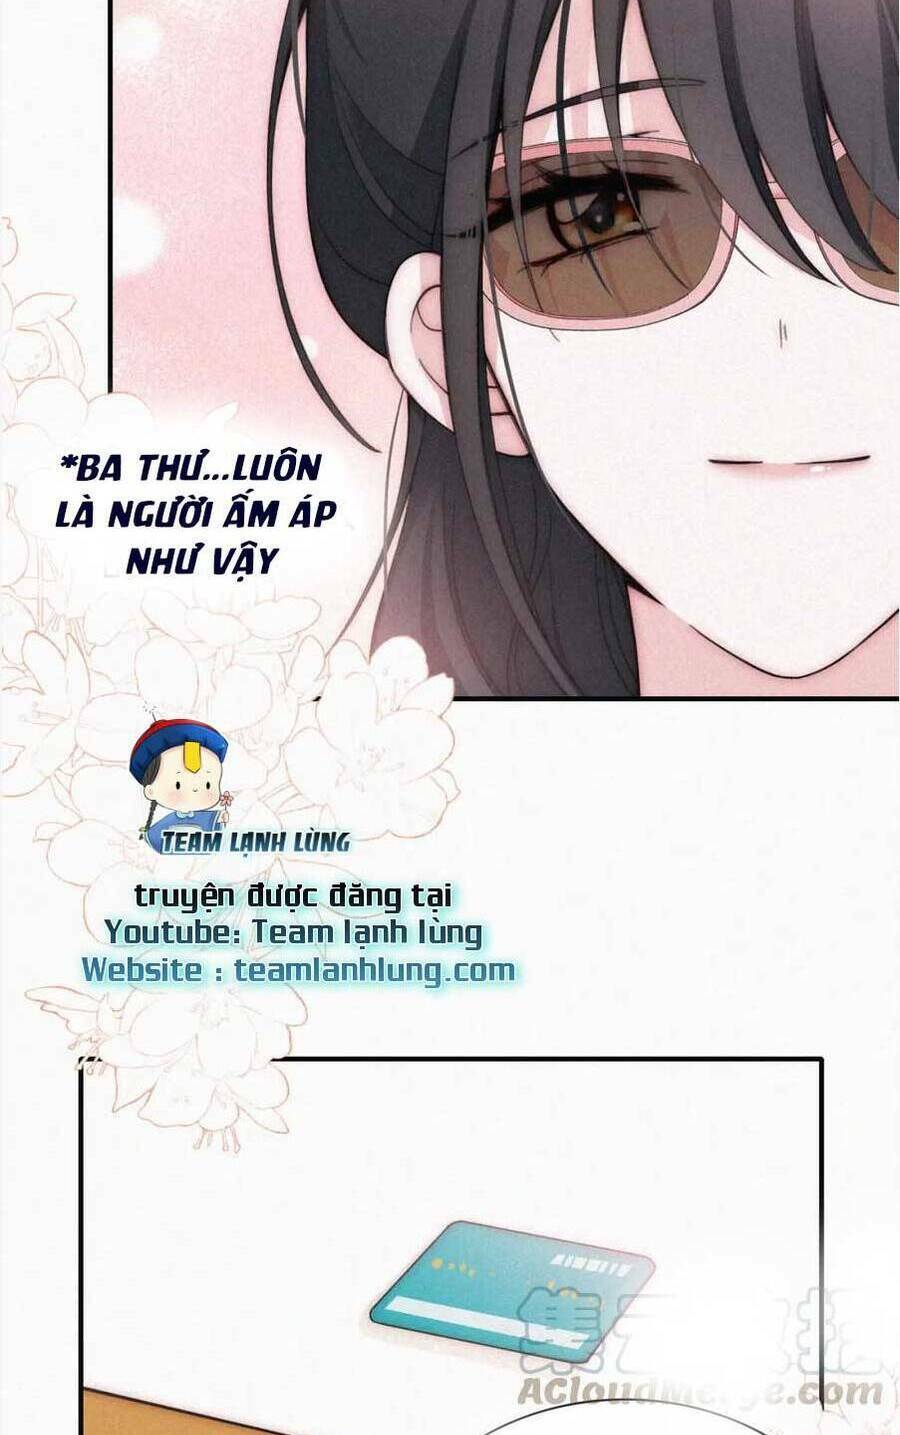 *BA THƯ...LUÔN
LÀ NGƯỜI ẤM ÁP
NHƯ VẬY
TEAM LẠNH LÙNG
truyện được đăng tại
Youtube: Team lạnh lùng
Website : teamlanhlung.com
ACloudMerge.com